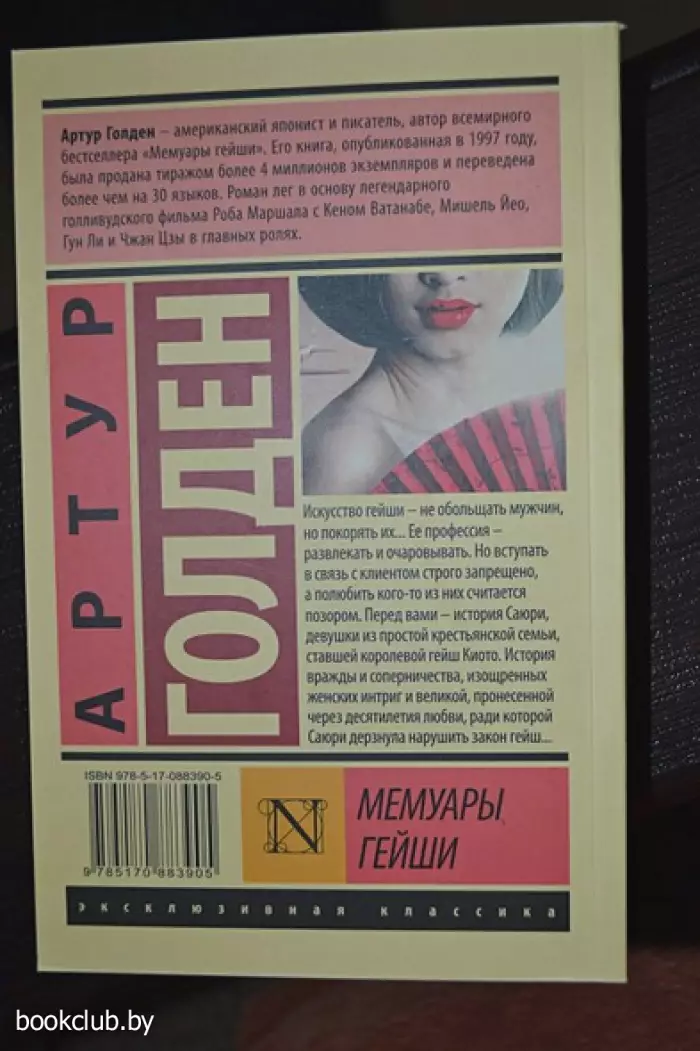 Артур Голден – американский японист и писатель, автор всемирного
бестселлера «Мемуары гейши». Его книга, опубликованная в 1997 году,
была продана тиражом более 4 миллионов экземпляров и переведена
более чем на 30 языков. Роман лег в основу легендарного
голливудского фильма Роба Маршала с Кеном Ватанабе, Мишель Йео,
Гун Ли и Чжан Цзы в главных ролях.
АРТУР
ГОЛДЕН
Искусство гейши – не обольщать мужчин,
но покорять их... Ее профессия –
развлекать и очаровывать. Но вступать
в связь с клиентом строго запрещено,
а полюбить кого-то из них считается
позором. Перед вами – история Саюри,
девушки из простой крестьянской семьи,
ставшей королевой гейш Киото. История
вражды и соперничества, изощренных
женских интриг и великой, пронесенной
через десятилетия любви, ради которой
Саюри дерзнула нарушить закон гейш...
ISBN 978-5-17-088390-5
9 785170 883905
N
МЕМУАРЫ
ГЕЙШИ
эксклюзивная классика
bookclub.by